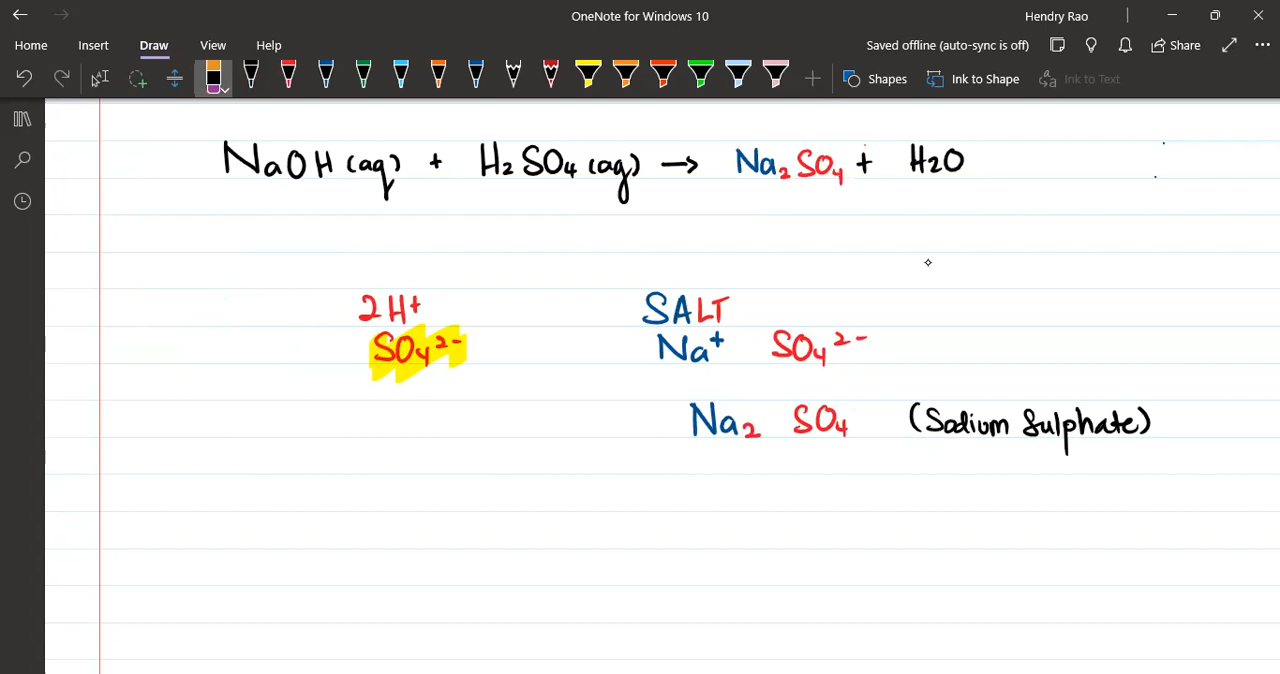 OneNote for Windows 10
Hendry Rao
Home Insert Draw View Help
Saved offline (auto-sync is off)
Share
Shapes
Ink to Shape
Ink to Text
NaOH (aq) + H2SO4 (aq) → Na2SO4 + H2O
2H+
SALT
SO4 2-
Na+ SO4 2-
Na2 SO4 (Sodium Sulphate)